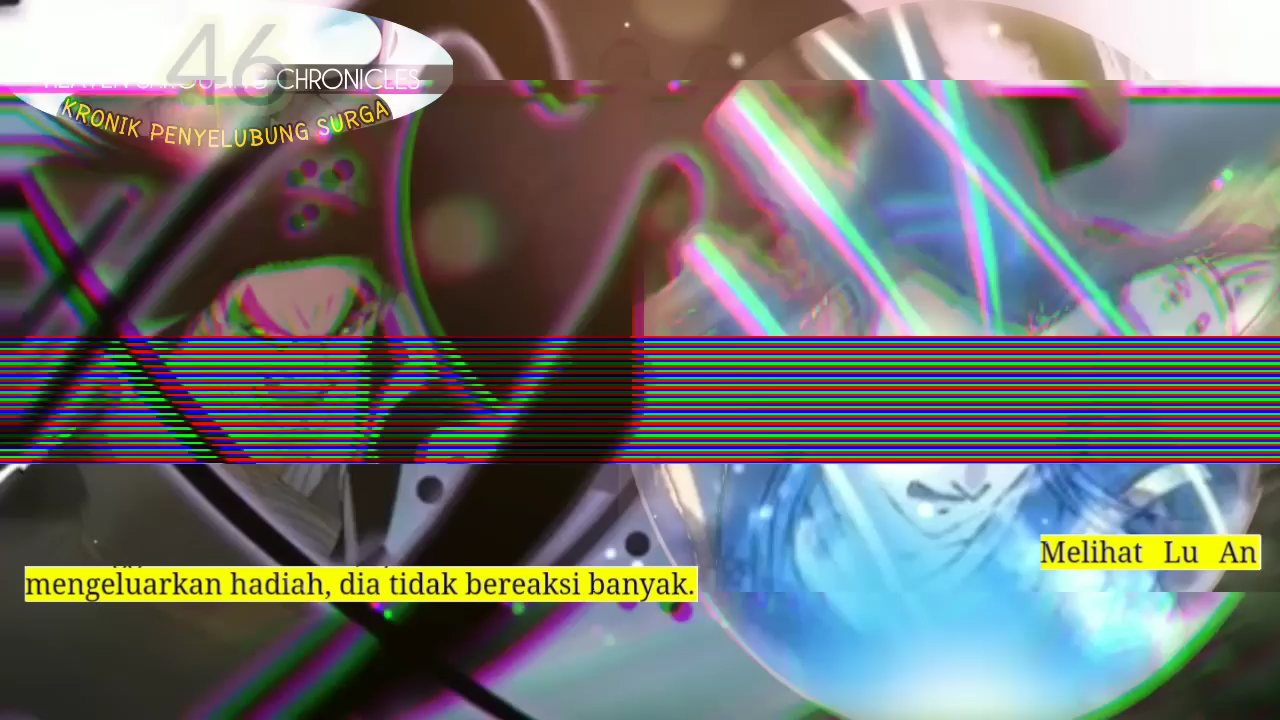 46
CHRONICLES
KRONIK PENYELUBUNG SURGA
Melihat Lu An
mengeluarkan hadiah, dia tidak bereaksi banyak.